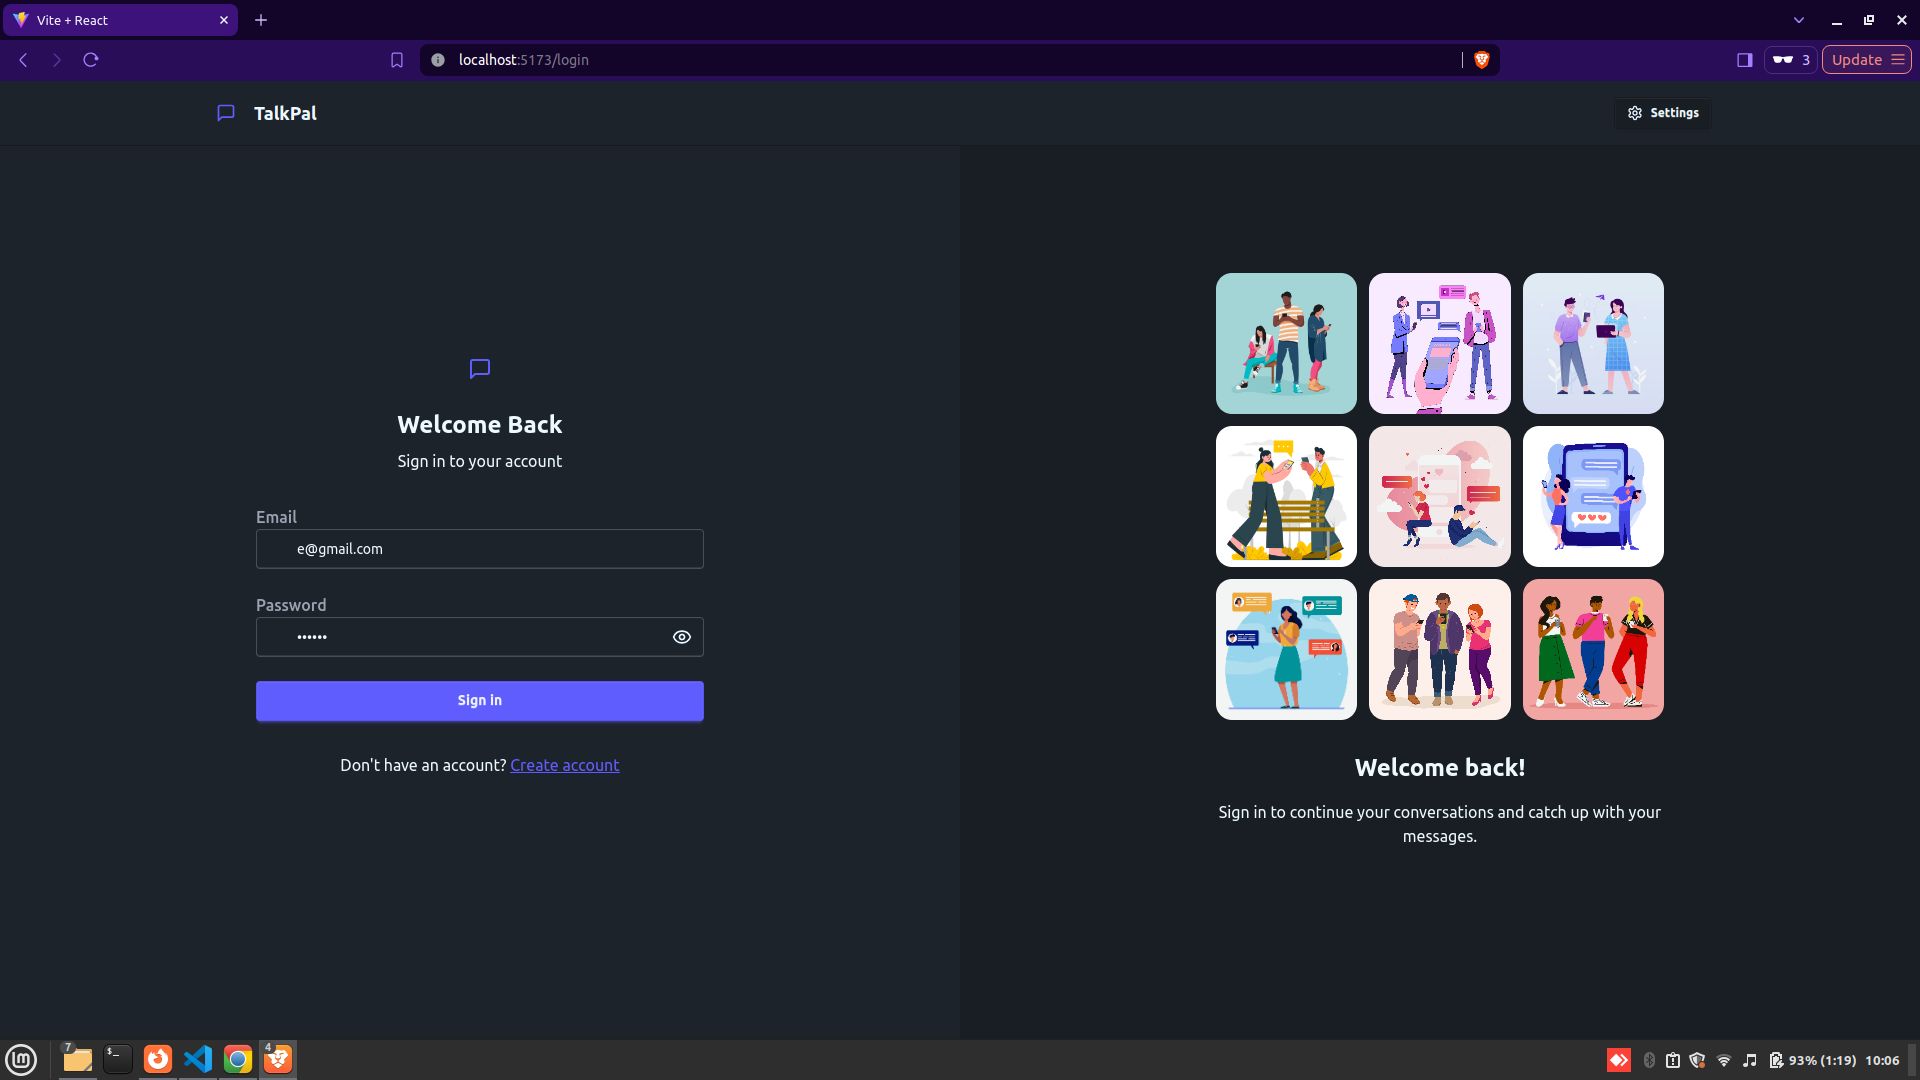 Vite + React
localhost:5173/login
3
Update
TalkPal
Settings
Welcome Back
Sign in to your account
Email
e@gmail.com
Password
••••••
Sign in
Don't have an account? Create account
Welcome back!
Sign in to continue your conversations and catch up with your
messages.
7
$_
4
93% (1:19)
10:06